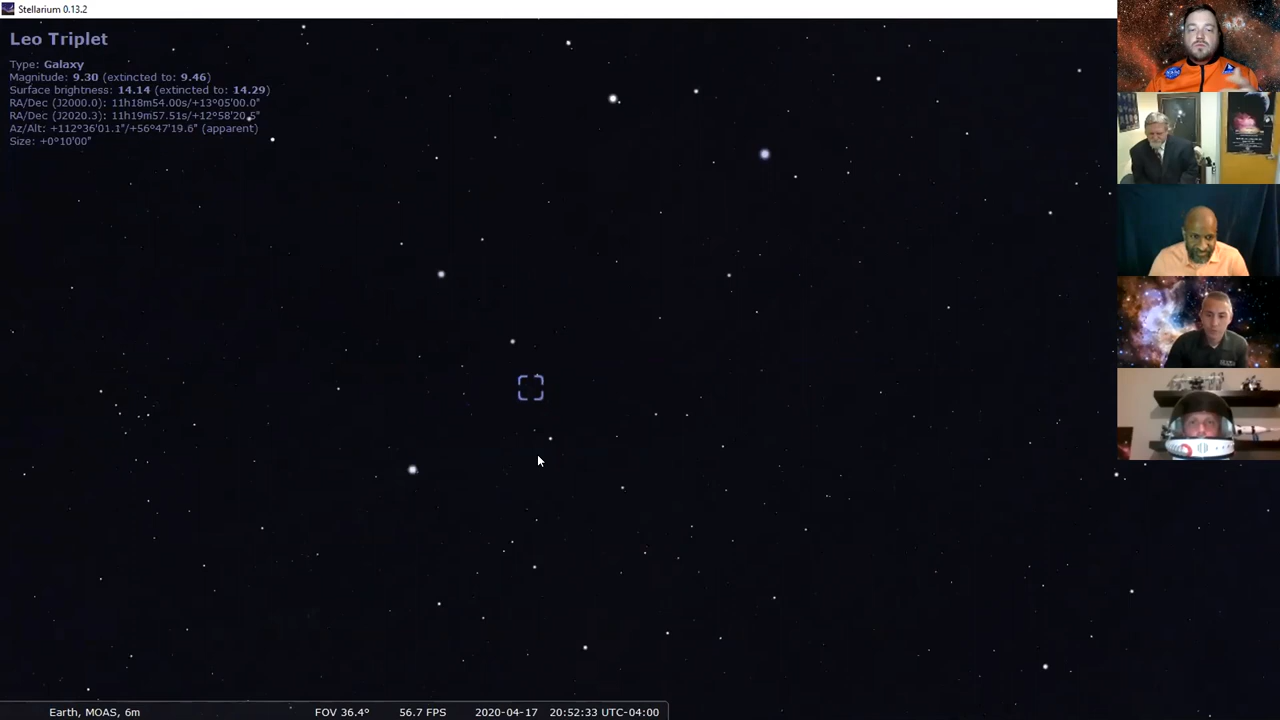 Stellarium 0.13.2
Leo Triplet
Type: Galaxy
Magnitude: 9.30 (extincted to: 9.46)
Surface brightness: 14.14 (extincted to: 14.29)
RA/Dec (J2000.0): 11h18m54.00s/+13°05'00.0"
RA/Dec (J2020.3): 11h19m57.51s/+12°58'20.5"
Az/Alt: +112°36'01.1"/+56°47'19.6" (apparent)
Size: +0°10'00"
Earth, MOAS, 6m FOV 36.4° 56.7 FPS 2020-04-17 20:52:33 UTC-04:00